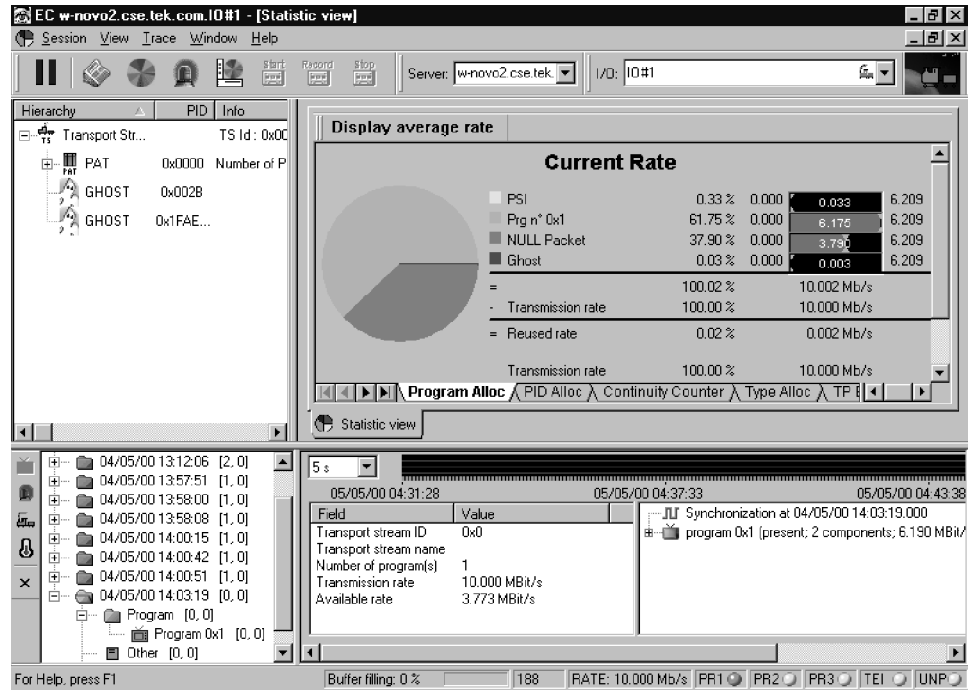 EC w-novo2.cse.tek.com.IO#1 - [Statistic view]
Session View Trace Window Help
Start Record Stop
Server: w-novo2.cse.tek. I/O: IO#1
Hierarchy PID Info
Transport Str... TS Id : 0x00
PAT 0x0000 Number of P
GHOST 0x002B
GHOST 0x1FAE...
Display average rate
Current Rate
PSI 0.33 % 0.000 0.033 6.209
Prg n° 0x1 61.75 % 0.000 6.175 6.209
NULL Packet 37.90 % 0.000 3.790 6.209
Ghost 0.03 % 0.000 0.003 6.209
= 100.02 % 10.002 Mb/s
- Transmission rate 100.00 % 10.000 Mb/s
= Reused rate 0.02 % 0.002 Mb/s
Transmission rate 100.00 % 10.000 Mb/s
Program Alloc PID Alloc Continuity Counter Type Alloc TP E
Statistic view
04/05/00 13:12:06 [2, 0]
04/05/00 13:57:51 [1, 0]
04/05/00 13:58:00 [1, 0]
04/05/00 13:58:08 [1, 0]
04/05/00 14:00:15 [1, 0]
04/05/00 14:00:42 [1, 0]
04/05/00 14:00:51 [1, 0]
04/05/00 14:03:19 [0, 0]
Program [0, 0]
Program 0x1 [0, 0]
Other [0, 0]
5 s
05/05/00 04:31:28 05/05/00 04:37:33 05/05/00 04:43:38
Field Value
Transport stream ID 0x0
Transport stream name
Number of program(s) 1
Transmission rate 10.000 MBit/s
Available rate 3.773 MBit/s
Synchronization at 04/05/00 14:03:19.000
program 0x1 (present; 2 components; 6.190 MBit/
For Help, press F1
Buffer filling: 0 % 188 RATE: 10.000 Mb/s PR1 PR2 PR3 TEI UNP